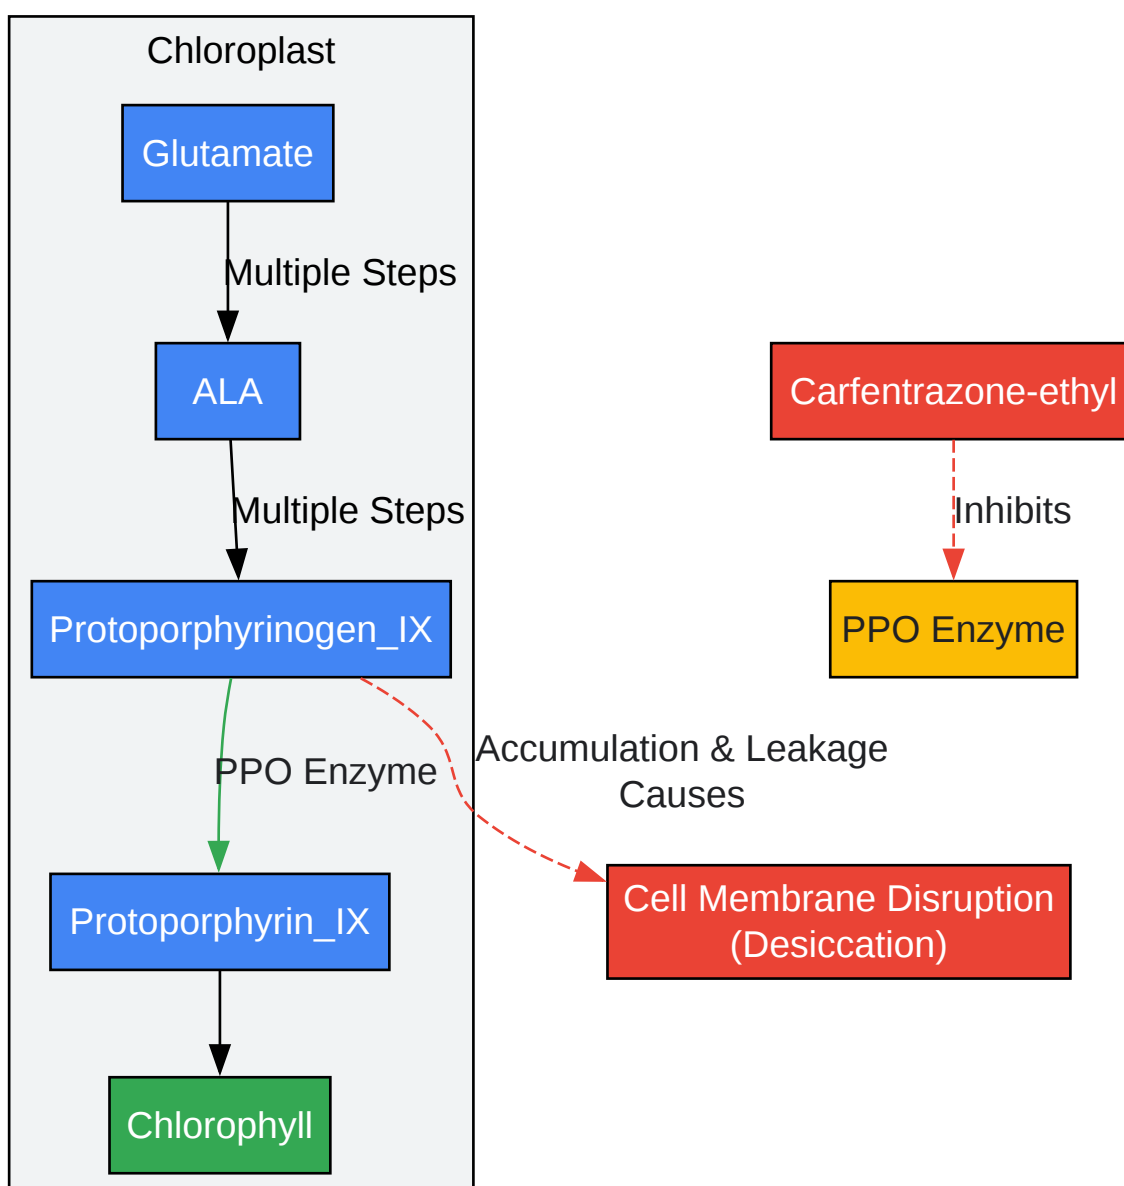 Chloroplast
Glutamate
Multiple Steps
ALA
Carfentrazone-ethyl
Multiple Steps
Inhibits
Protoporphyrinogen_IX
PPO Enzyme
PPO Enzyme
Accumulation & Leakage
Causes
Protoporphyrin_IX
Cell Membrane Disruption
(Desiccation)
Chlorophyll